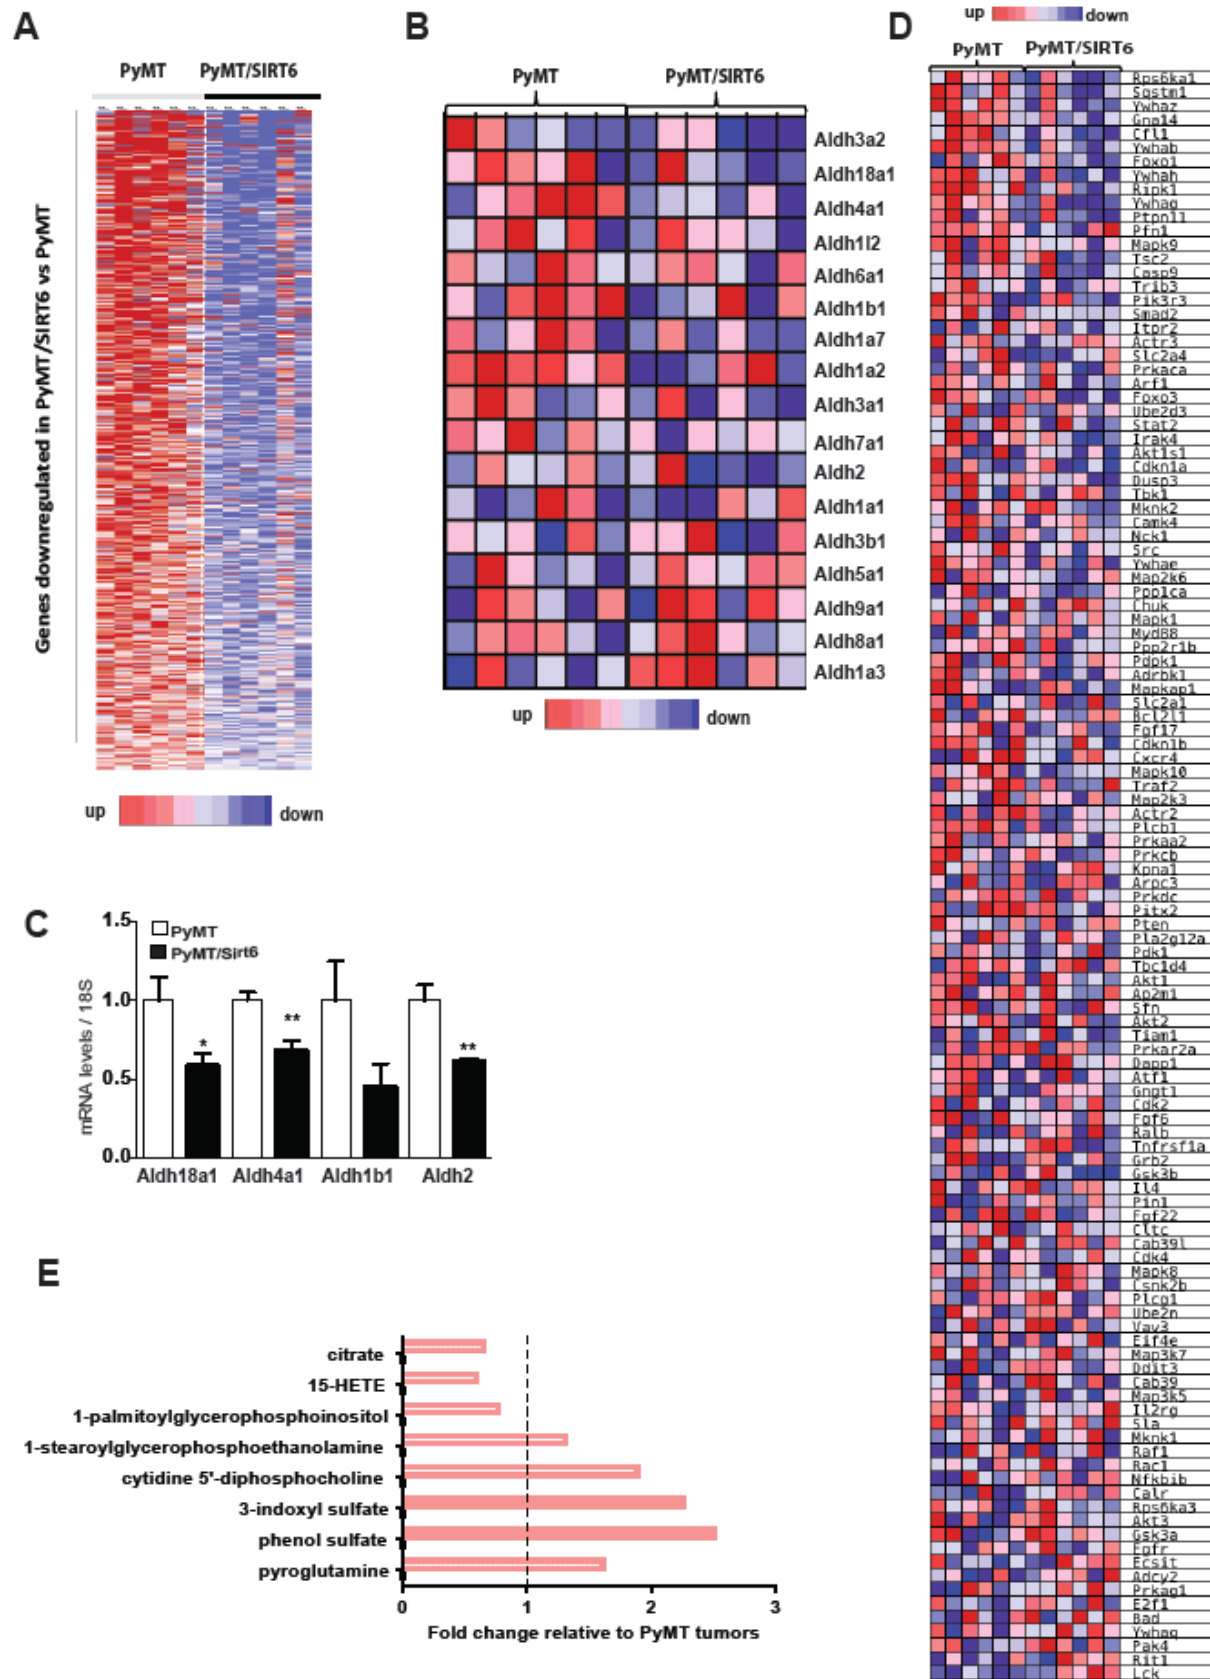 A
PyMT PyMT/SIRT6
Genes downregulated in PyMT/SIRT6 vs PyMT
up down
B
PyMT PyMT/SIRT6
Aldh3a2
Aldh18a1
Aldh4a1
Aldh1l2
Aldh6a1
Aldh1b1
Aldh1a7
Aldh1a2
Aldh3a1
Aldh7a1
Aldh2
Aldh1a1
Aldh3b1
Aldh5a1
Aldh9a1
Aldh8a1
Aldh1a3
up down
C
1.5
1.0
0.5
0.0
mRNA levels / 18S
PyMT
PyMT/Sirt6
*
**
**
Aldh18a1 Aldh4a1 Aldh1b1 Aldh2
D
up down
PyMT PyMT/SIRT6
Rps6ka1
Sqstm1
Ywhaz
Gna14
Cfl1
Ywhab
Foxo1
Ywhah
Ripk1
Ywhag
Ptpn11
Pfn1
Mapk9
Tsc2
Casp9
Trib3
Pik3r3
Smad2
Itpr2
Actr3
Slc2a4
Prkaca
Arf1
Foxo3
Ube2d3
Stat2
Irak4
Akt1s1
Cdkn1a
Dusp3
Tbk1
Mknk2
Camk4
Nck1
Src
Ywhae
Map2k6
Ppp1ca
Chuk
Mapk1
Myd88
Ppp2r1b
Pdpk1
Adrbk1
Mapkap1
Slc2a1
Bcl2l1
Fgf17
Cdkn1b
Cxcr4
Mapk10
Traf2
Map2k3
Actr2
Plcb1
Prkaa2
Prkcb
Kpna1
Arpc3
Prkdc
Pitx2
Pten
Pla2g12a
Pdk1
Tbc1d4
Akt1
Ap2m1
Sfn
Akt2
Tiam1
Prkar2a
Dapp1
Atf1
Gngt1
Cdk2
Fgf6
Ralb
Tnfrsf1a
Grb2
Gsk3b
Il4
Pin1
Fgf22
Cltc
Cab39l
Cdk4
Mapk8
Csnk2b
Plcg1
Ube2n
Vav3
Eif4e
Map3k7
Ddit3
Cab39
Map3k5
Il2rg
Sla
Mknk1
Raf1
Rac1
Nfkbib
Calr
Rps6ka3
Akt3
Gsk3a
Egfr
Ecsit
Adcy2
Prkag1
E2f1
Bad
Ywhaq
Pak4
Rit1
Lck
E
citrate
15-HETE
1-palmitoylglycerophosphoinositol
1-stearoylglycerophosphoethanolamine
cytidine 5'-diphosphocholine
3-indoxyl sulfate
phenol sulfate
pyroglutamine
0 1 2 3
Fold change relative to PyMT tumors